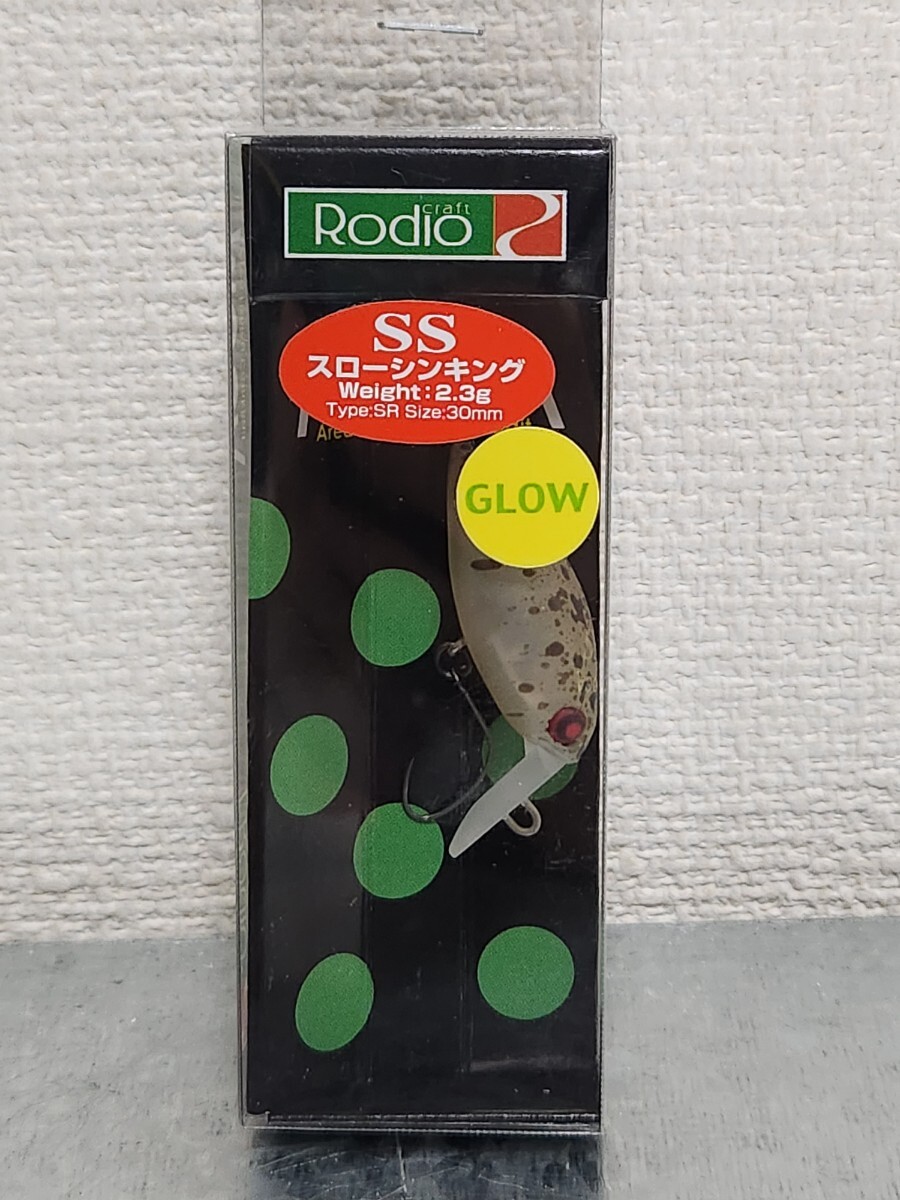 Rodio craft
SS
スローシンキング
Weight:2.3g
Type:SR Size:30mm
GLOW